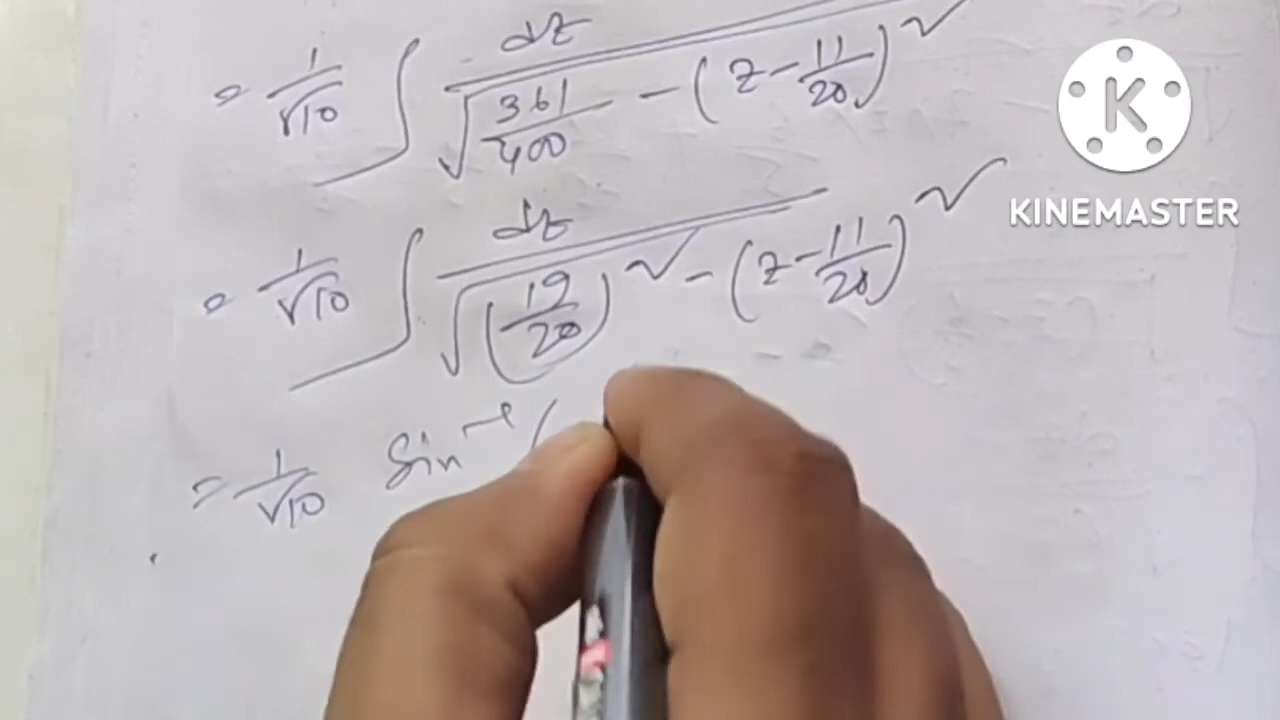 = 1/√10 ∫ dz/√(361/400 - (z - 11/20)²)
= 1/√10 ∫ dz/√((19/20)² - (z - 11/20)²)
= 1/√10 Sin⁻¹(
K
KINEMASTER